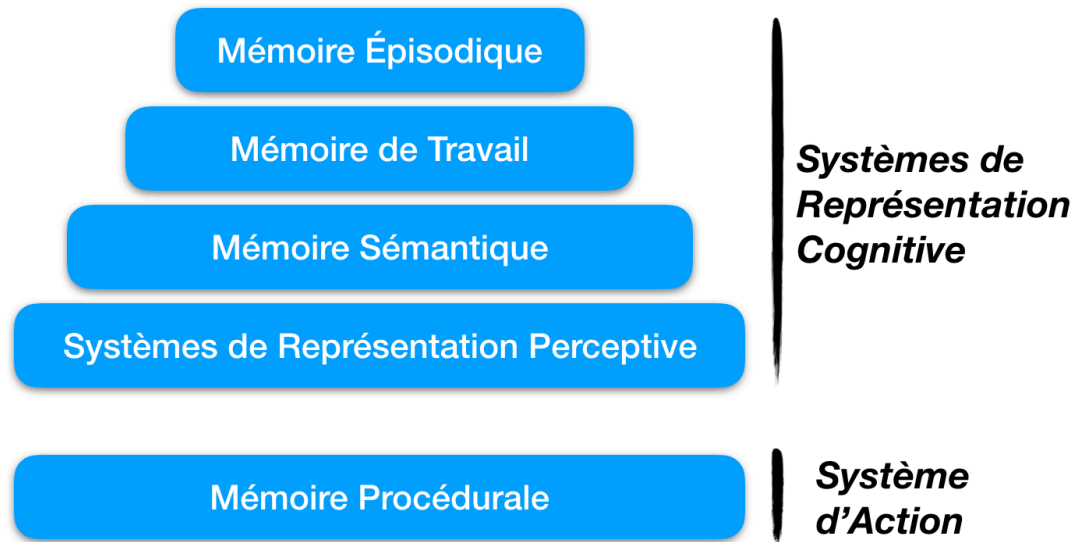 Mémoire Épisodique
Mémoire de Travail
Mémoire Sémantique
Systèmes de Représentation Perceptive
Systèmes de
Représentation
Cognitive
Mémoire Procédurale
Système
d’Action